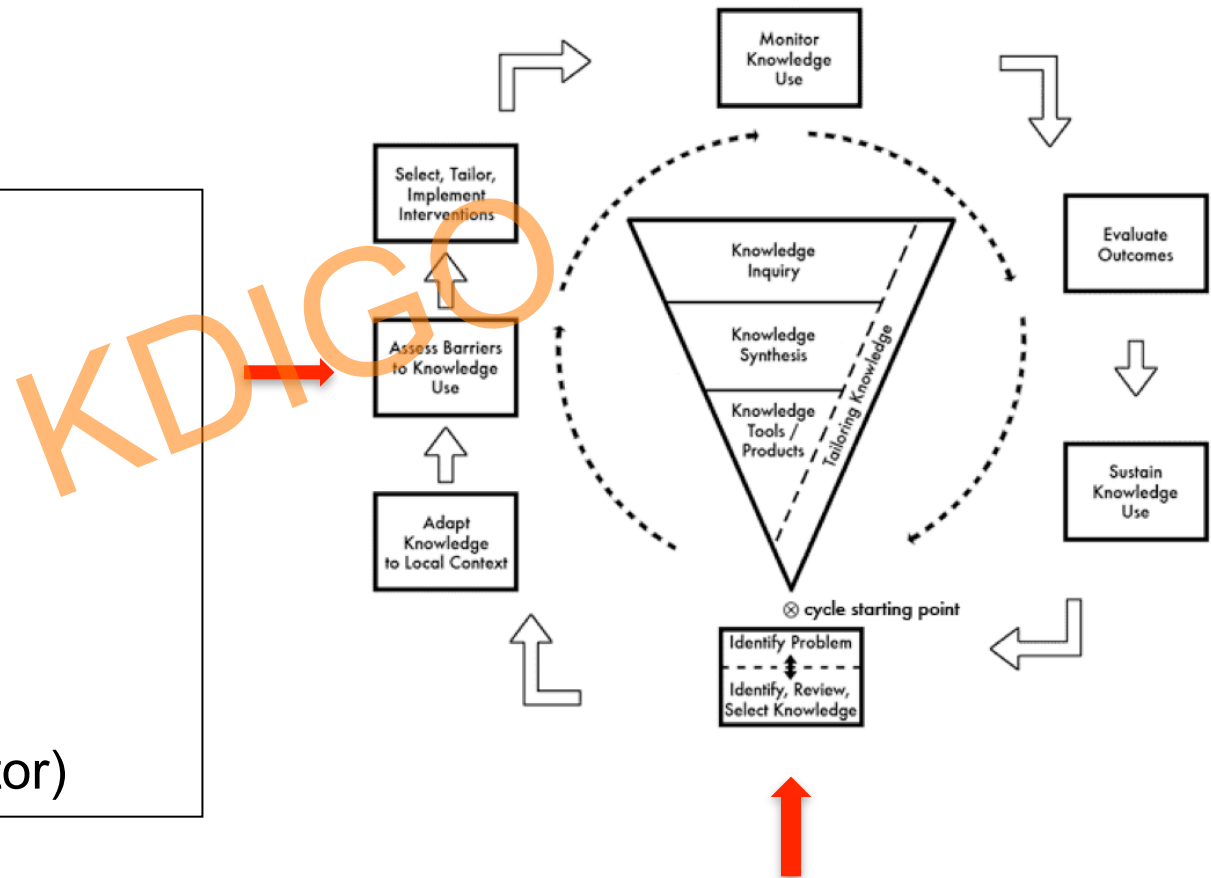 Monitor
Knowledge
Use
Select, Tailor,
Implement
Interventions
Evaluate
Outcomes
Knowledge
Inquiry
Assess Barriers
to Knowledge
Use
Knowledge
Synthesis
Knowledge
Tools /
Products
Tailoring Knowledge
Sustain
Knowledge
Use
Adapt
Knowledge
to Local Context
⊗ cycle starting point
Identify Problem
Identify, Review,
Select Knowledge
tor)
KDIGO